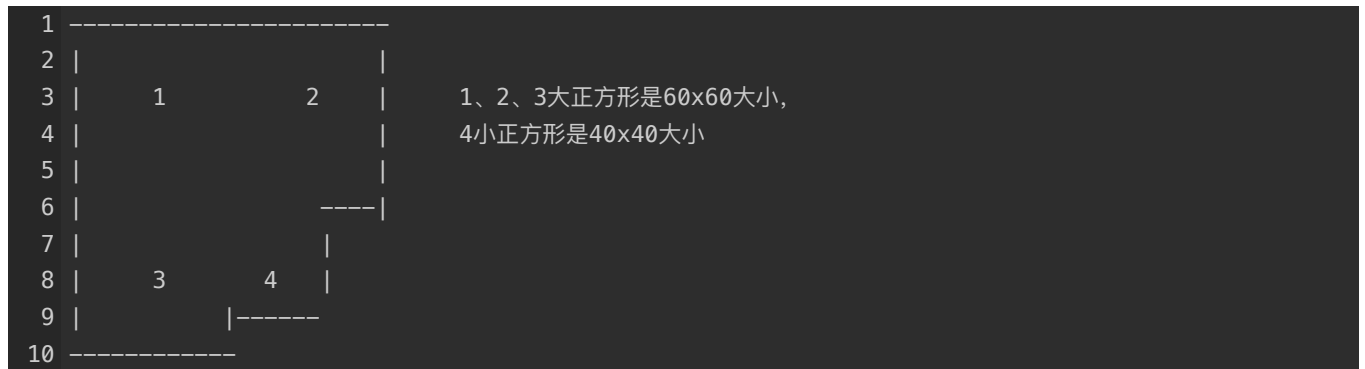 1 -----------------------
2 |                     |
3 |     1          2    |     1、2、3大正方形是60x60大小，
4 |                     |     4小正方形是40x40大小
5 |                     |
6 |                 ----|
7 |                 |
8 |     3       4   |
9 |          |------
10 ------------